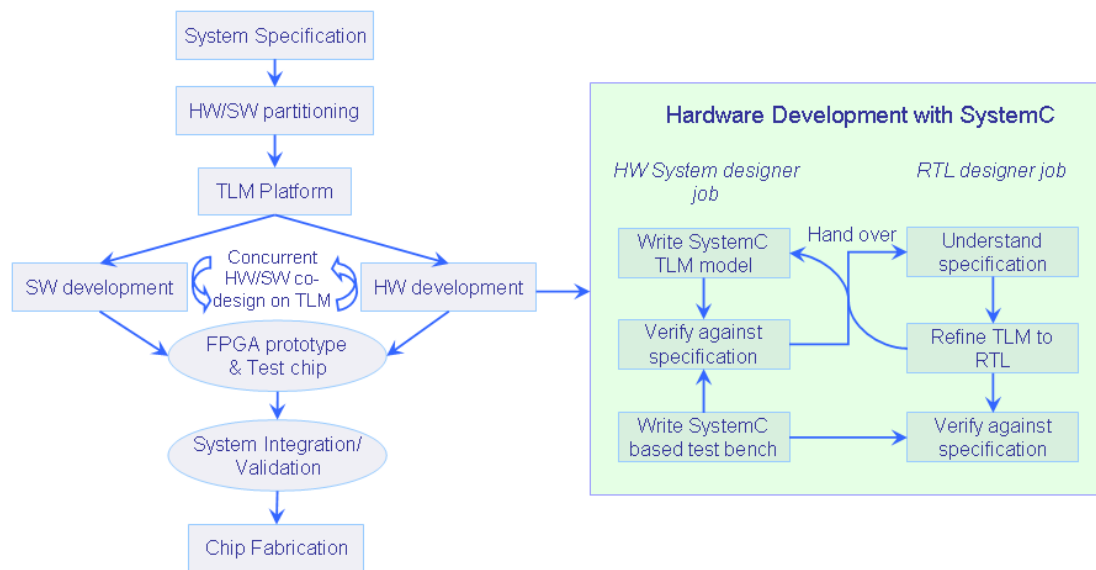 System Specification
HW/SW partitioning
TLM Platform
SW development
Concurrent
HW/SW co-
design on TLM
HW development
FPGA prototype
& Test chip
System Integration/
Validation
Chip Fabrication
Hardware Development with SystemC
HW System designer
job
RTL designer job
Write SystemC
TLM model
Hand over
Understand
specification
Verify against
specification
Refine TLM to
RTL
Write SystemC
based test bench
Verify against
specification